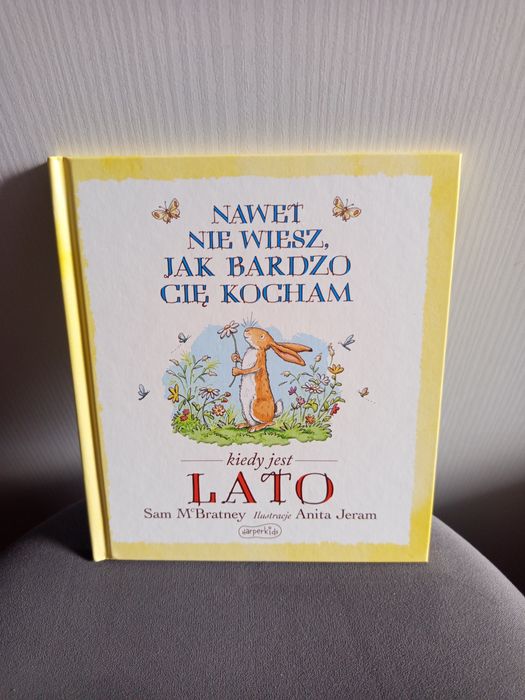 NAWET
NIE WIESZ,
JAK BARDZO
CIĘ KOCHAM
kiedy jest
LATO
Sam McBratney Ilustracje Anita Jeram
harperkids